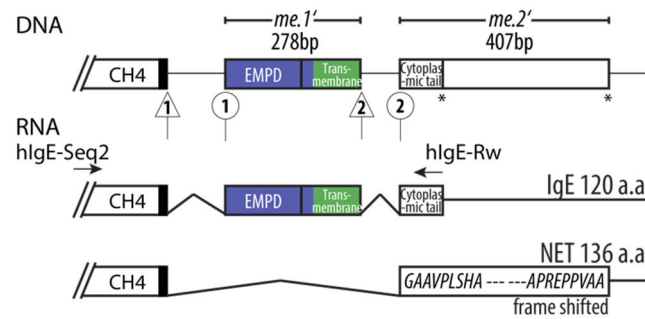 DNA
me.1‘
278bp
me.2‘
407bp
CH4
EMPD
Trans-
membrane
Cytoplas
-mic tail
* *
1 1 2 2
RNA
hIgE-Seq2
hIgE-Rw
CH4
EMPD
Trans-
membrane
Cytoplas
-mic tail
IgE 120 a.a
NET 136 a.a
CH4
GAAVPLSHA --- ---APREPPVAA
frame shifted